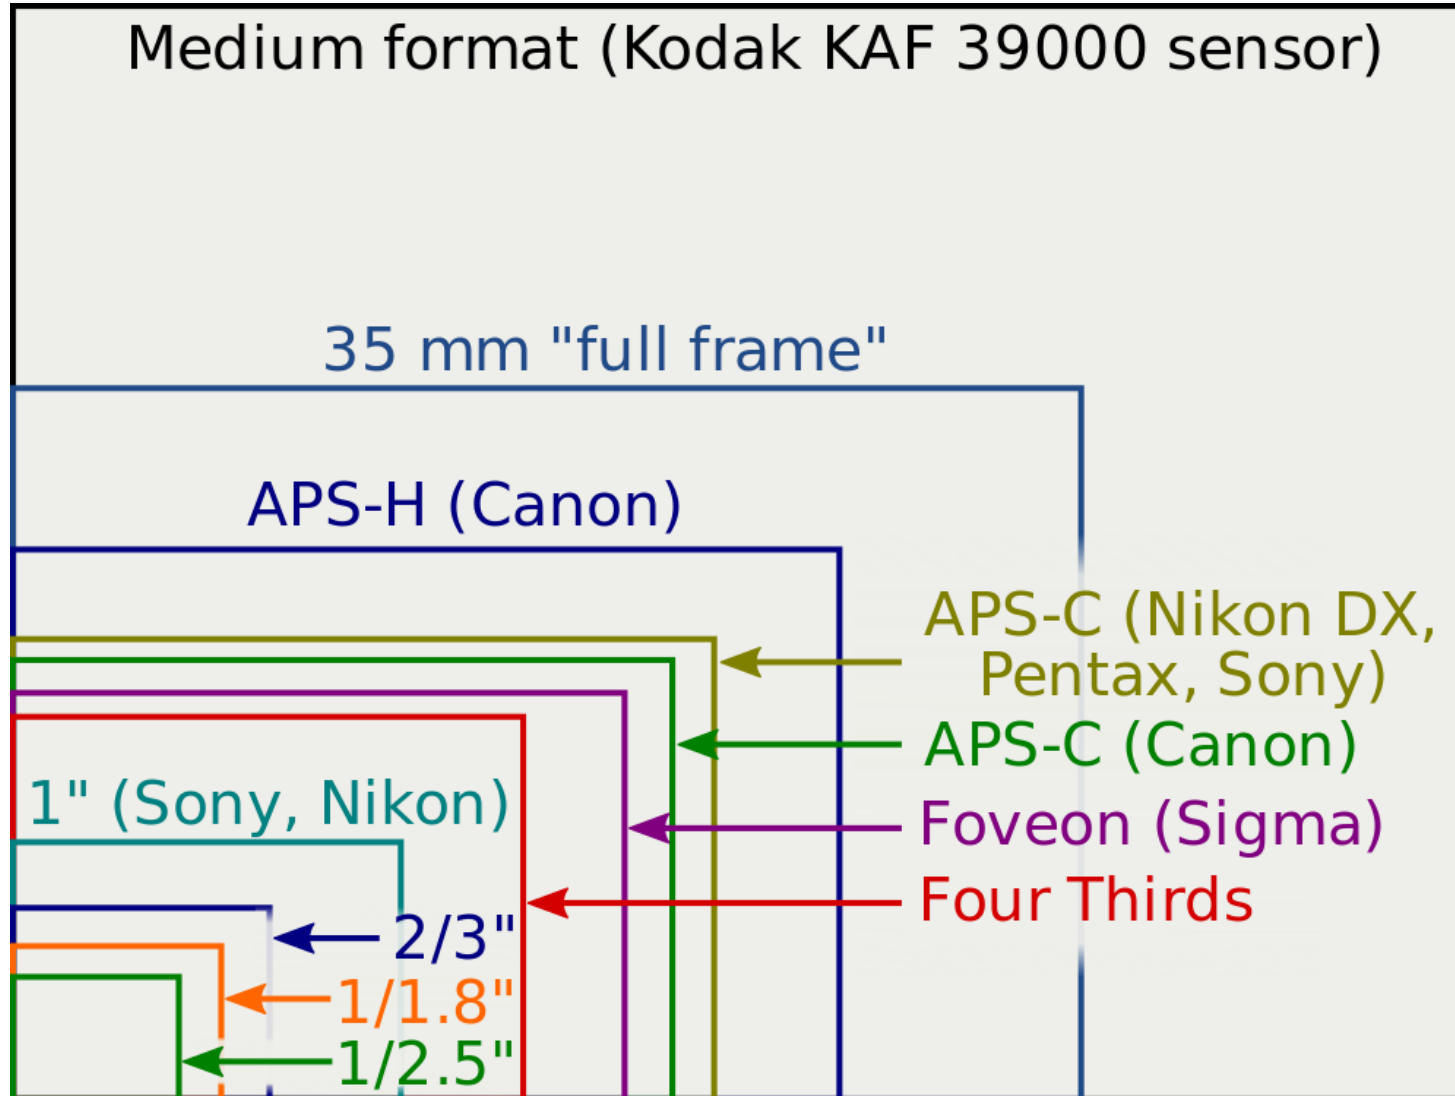 Medium format (Kodak KAF 39000 sensor)
35 mm "full frame"
APS-H (Canon)
APS-C (Nikon DX,
Pentax, Sony)
APS-C (Canon)
1" (Sony, Nikon)
Foveon (Sigma)
Four Thirds
2/3"
1/1.8"
1/2.5"